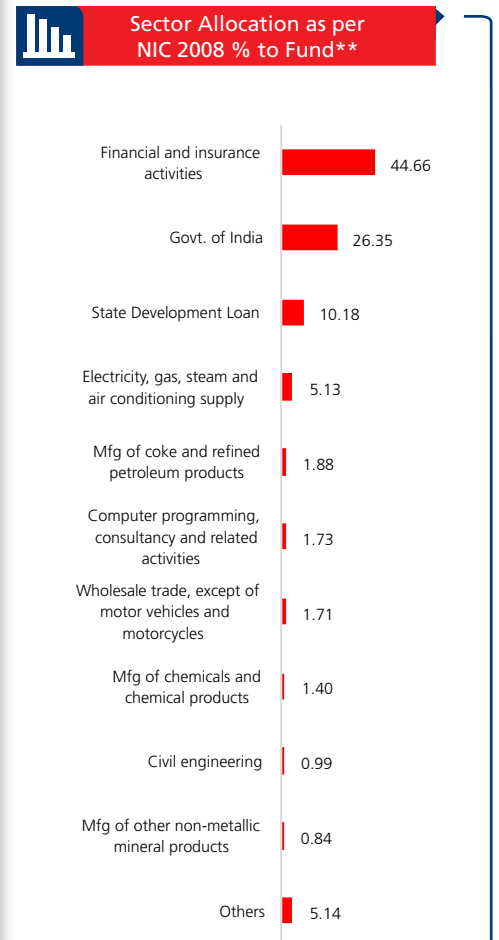 Sector Allocation as per
NIC 2008 % to Fund**
Financial and insurance
activities
44.66
Govt. of India
26.35
State Development Loan
10.18
Electricity, gas, steam and
air conditioning supply
5.13
Mfg of coke and refined
petroleum products
1.88
Computer programming,
consultancy and related
activities
1.73
Wholesale trade, except of
motor vehicles and
motorcycles
1.71
Mfg of chemicals and
chemical products
1.40
Civil engineering
0.99
Mfg of other non-metallic
mineral products
0.84
Others
5.14